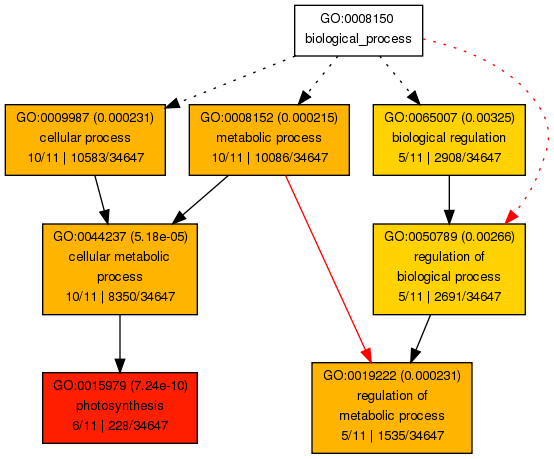 GO:0008150
biological_process
GO:0009987 (0.000231)
cellular process
10/11 | 10583/34647
GO:0008152 (0.000215)
metabolic process
10/11 | 10086/34647
GO:0065007 (0.00325)
biological regulation
5/11 | 2908/34647
GO:0044237 (5.18e-05)
cellular metabolic
process
10/11 | 8350/34647
GO:0050789 (0.00266)
regulation of
biological process
5/11 | 2691/34647
GO:0015979 (7.24e-10)
photosynthesis
6/11 | 228/34647
GO:0019222 (0.000231)
regulation of
metabolic process
5/11 | 1535/34647